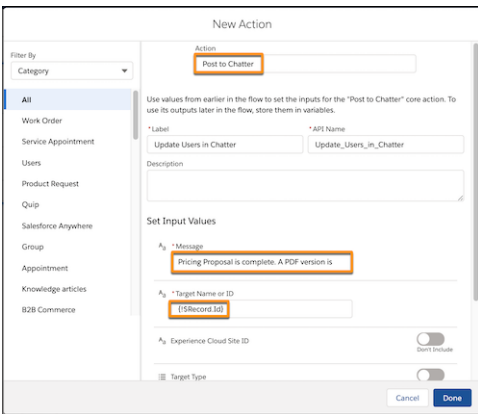 New Action
Filter By
Category
All
Work Order
Service Appointment
Users
Product Request
Quip
Salesforce Anywhere
Group
Appointment
Knowledge articles
B2B Commerce
Action
Post to Chatter
Use values from earlier in the flow to set the inputs for the "Post to Chatter" core action. To
use its outputs later in the flow, store them in variables.
*Label
Update Users in Chatter
*API Name
Update_Users_in_Chatter
Description
Set Input Values
Aa *Message
Pricing Proposal is complete. A PDF version is
Aa *Target Name or ID
{!$Record.Id}
Aa Experience Cloud Site ID
Don't Include
Target Type
Cancel
Done